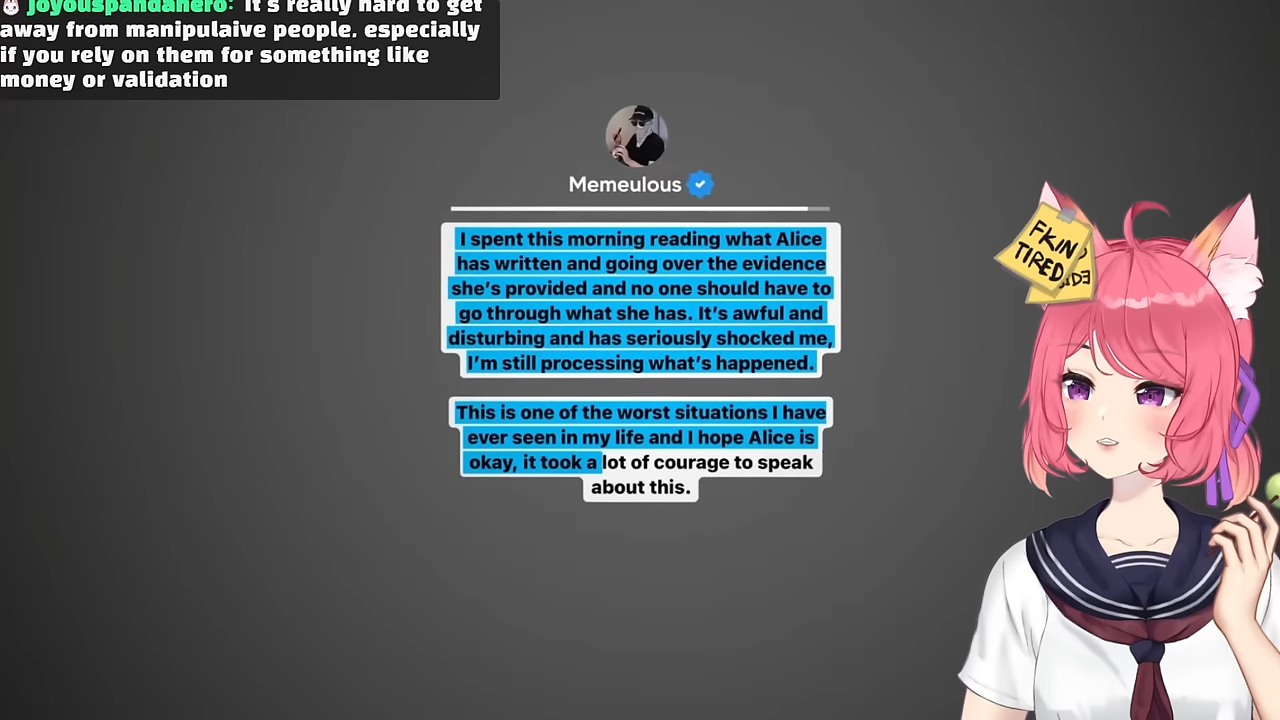 joyouspandahero: It's really hard to get
away from manipulaive people. especially
if you rely on them for something like
money or validation
Memeulous
I spent this morning reading what Alice
has written and going over the evidence
she's provided and no one should have to
go through what she has. It's awful and
disturbing and has seriously shocked me,
I'm still processing what's happened.
This is one of the worst situations I have
ever seen in my life and I hope Alice is
okay, it took a lot of courage to speak
about this.
FKIN
TIRED